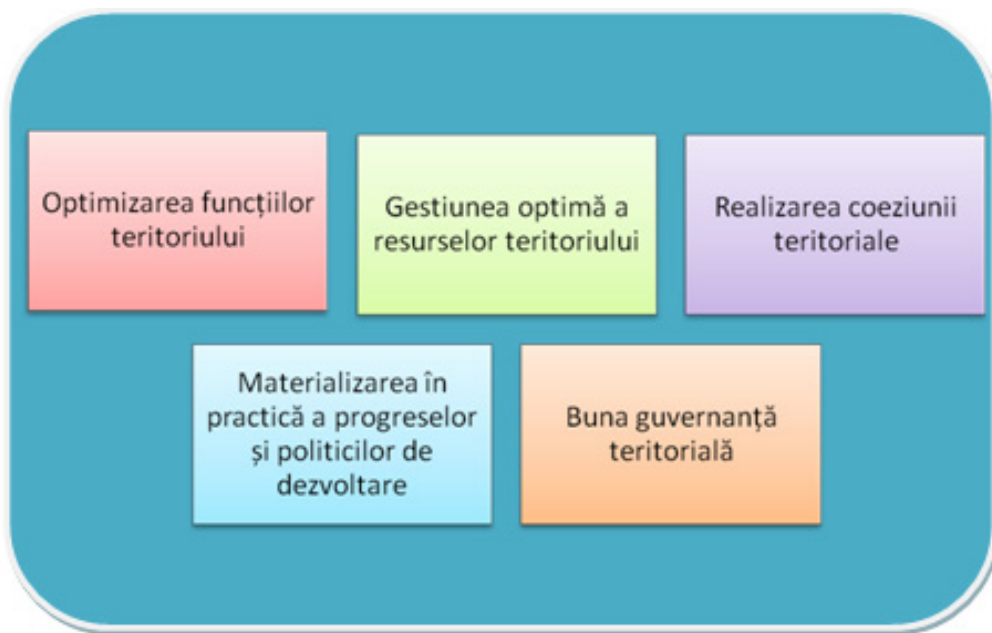 Optimizarea funcțiilor
teritoriului
Gestiunea optimă a
resurselor teritoriului
Realizarea coeziunii
teritoriale
Materializarea în
practică a progreselor
și politicilor de
dezvoltare
Buna guvernanță
teritorială